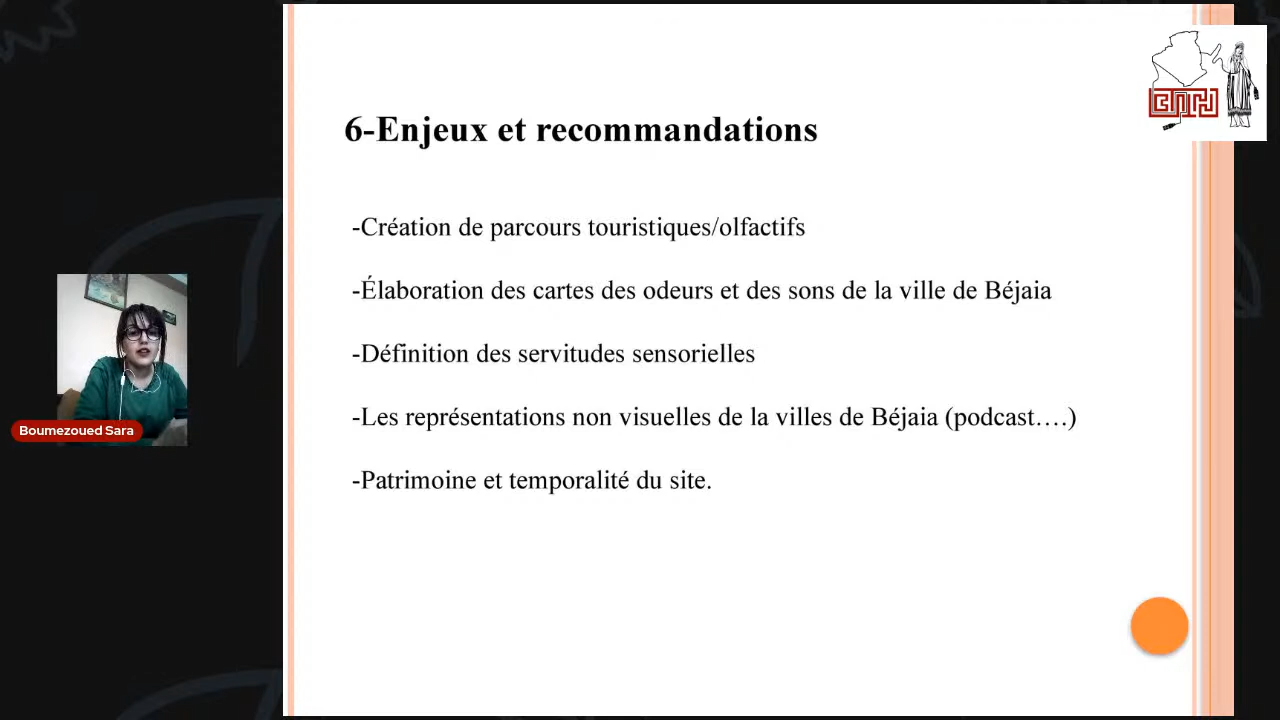 6-Enjeux et recommandations
-Création de parcours touristiques/olfactifs
-Élaboration des cartes des odeurs et des sons de la ville de Béjaia
-Définition des servitudes sensorielles
-Les représentations non visuelles de la villes de Béjaia (podcast….)
-Patrimoine et temporalité du site.
Boumezoued Sara